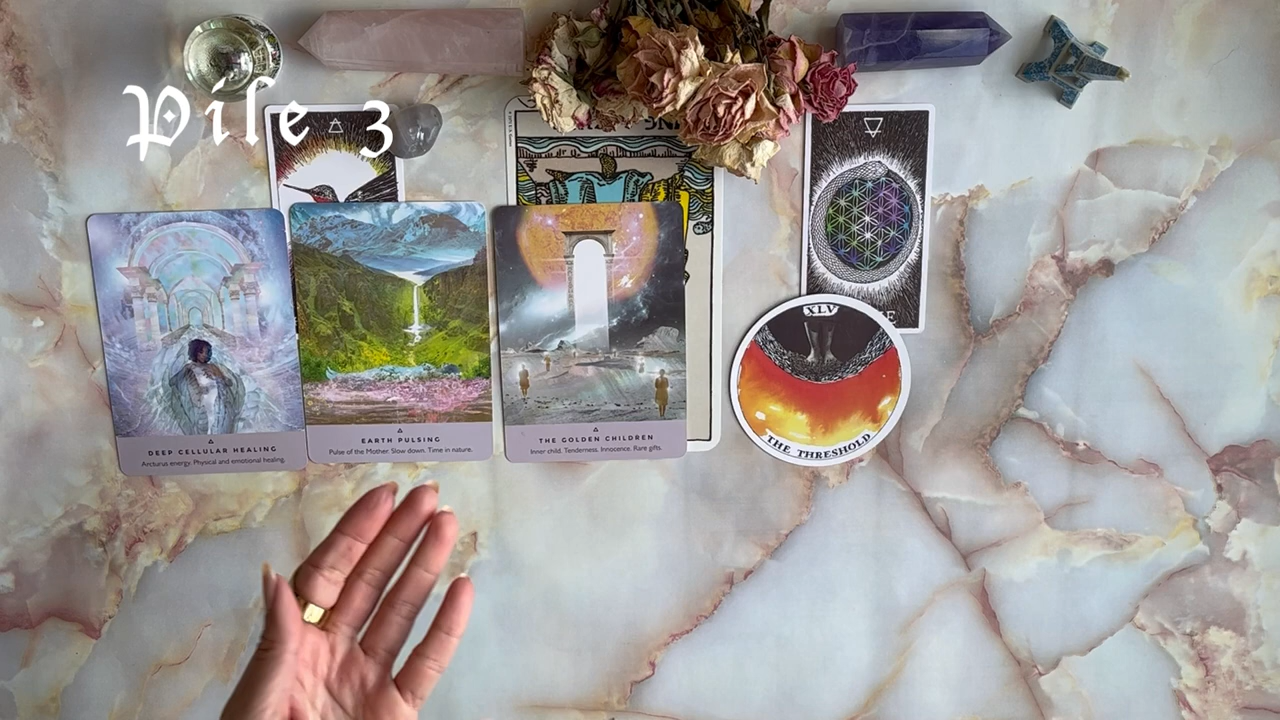 Pile 3
XLV
THE THRESHOLD
DEEP CELLULAR HEALING
Arcturus energy. Physical and emotional healing.
EARTH PULSING
Pulse of the Mother. Slow down. Time in nature.
THE GOLDEN CHILDREN
Inner child. Tenderness. Innocence. Rare gifts.